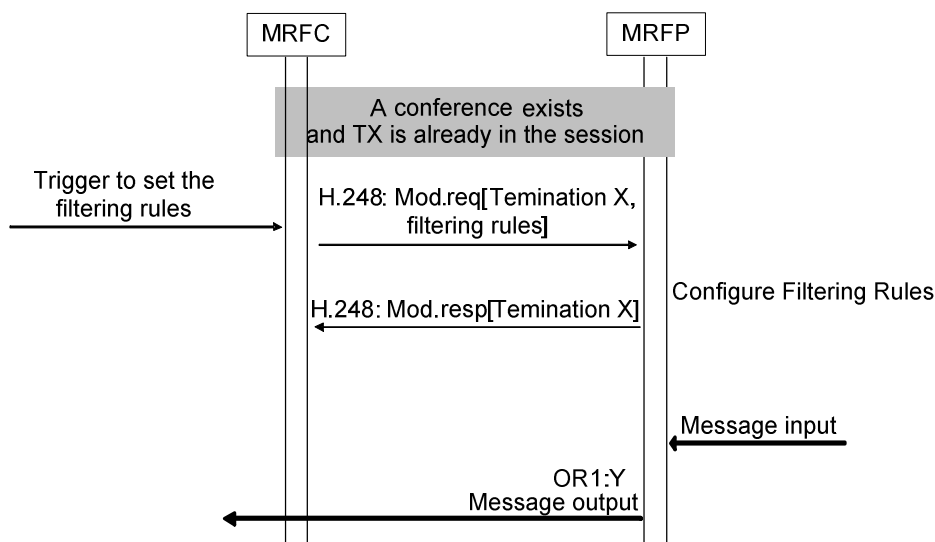 MRFC
MRFP
A conference exists
and TX is already in the session
Trigger to set the
filtering rules
H.248: Mod.req[Temination X,
filtering rules]
Configure Filtering Rules
H.248: Mod.resp[Temination X]
Message input
OR1:Y
Message output